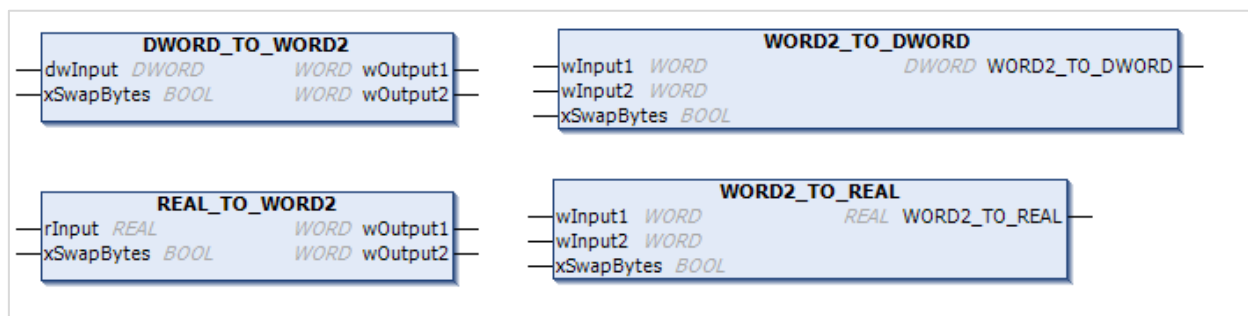 DWORD_TO_WORD2
dwInput DWORD WORD wOutput1
xSwapBytes BOOL WORD wOutput2
WORD2_TO_DWORD
wInput1 WORD DWORD WORD2_TO_DWORD
wInput2 WORD
xSwapBytes BOOL
REAL_TO_WORD2
rInput REAL WORD wOutput1
xSwapBytes BOOL WORD wOutput2
WORD2_TO_REAL
wInput1 WORD REAL WORD2_TO_REAL
wInput2 WORD
xSwapBytes BOOL